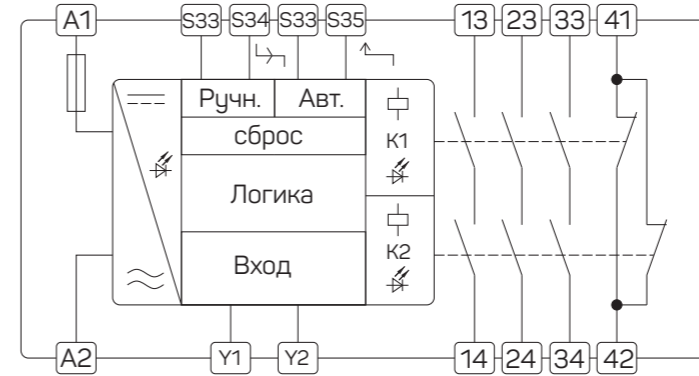 A1 S33 S34 S33 S35 13 23 33 41
Ручн. Авт.
сброс
K1
Логика
K2
Вход
A2 Y1 Y2 14 24 34 42